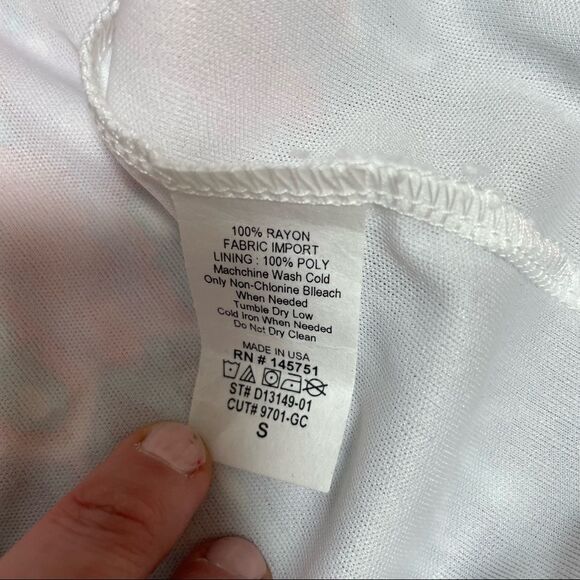 100% RAYON
FABRIC IMPORT
LINING : 100% POLY
Machchine Wash Cold
Only Non-Chlonine Blleach
When Needed
Tumble Dry Low
Cold Iron When Needed
Do Not Dry Clean
MADE IN USA
RN # 145751
ST# D13149-01
CUT# 9701-GC
S